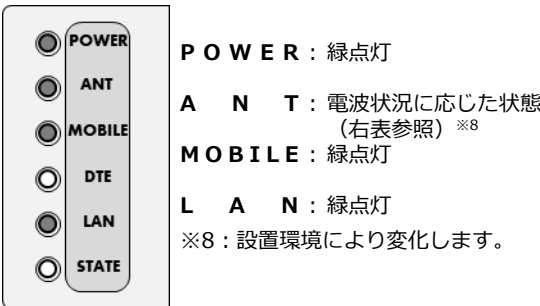 POWER
ANT
MOBILE
DTE
LAN
STATE
POWER：緑点灯
ANT：電波状況に応じた状態
（右表参照）※8
MOBILE：緑点灯
LAN：緑点灯
※8：設置環境により変化します。